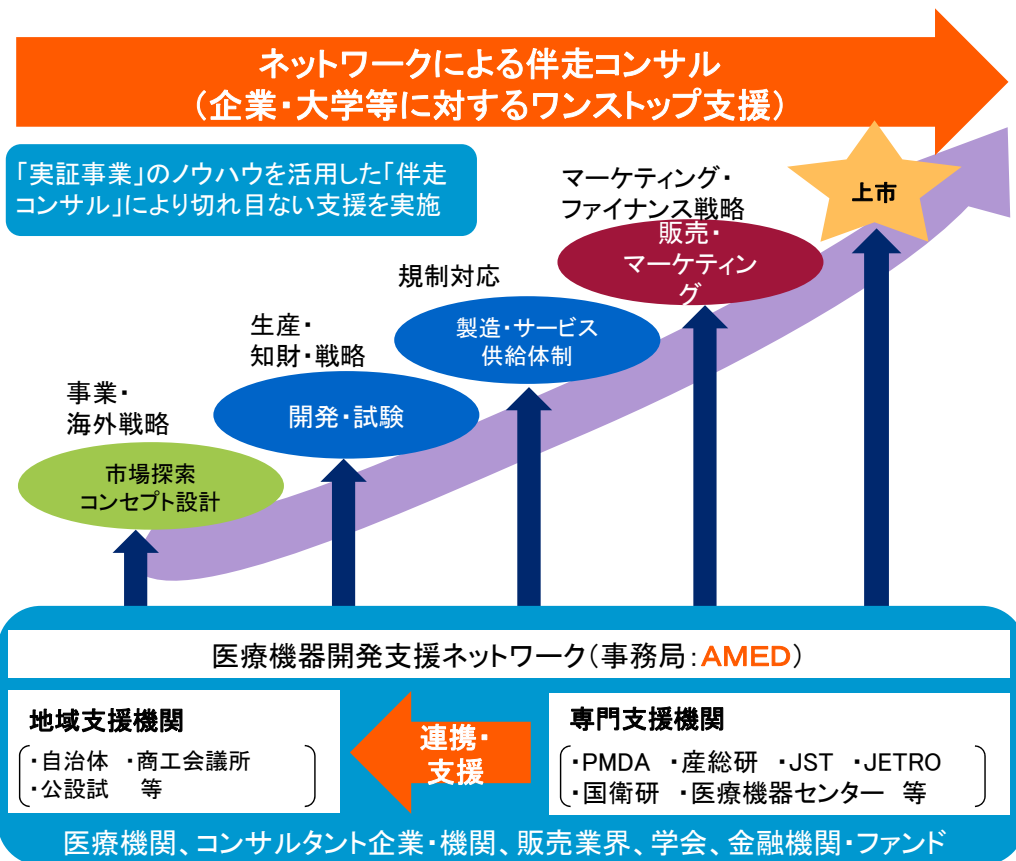 ネットワークによる伴走コンサル
（企業・大学等に対するワンストップ支援）
「実証事業」のノウハウを活用した「伴走
コンサル」により切れ目ない支援を実施
マーケティング・
ファイナンス戦略
上市
販売・
マーケティン
グ
規制対応
製造・サービス
供給体制
生産・
知財・戦略
開発・試験
事業・
海外戦略
市場探索
コンセプト設計
医療機器開発支援ネットワーク（事務局：AMED）
地域支援機関
・自治体 ・商工会議所
・公設試 等
連携・
支援
専門支援機関
・PMDA ・産総研 ・JST ・JETRO
・国衛研 ・医療機器センター 等
医療機関、コンサルタント企業・機関、販売業界、学会、金融機関・ファンド